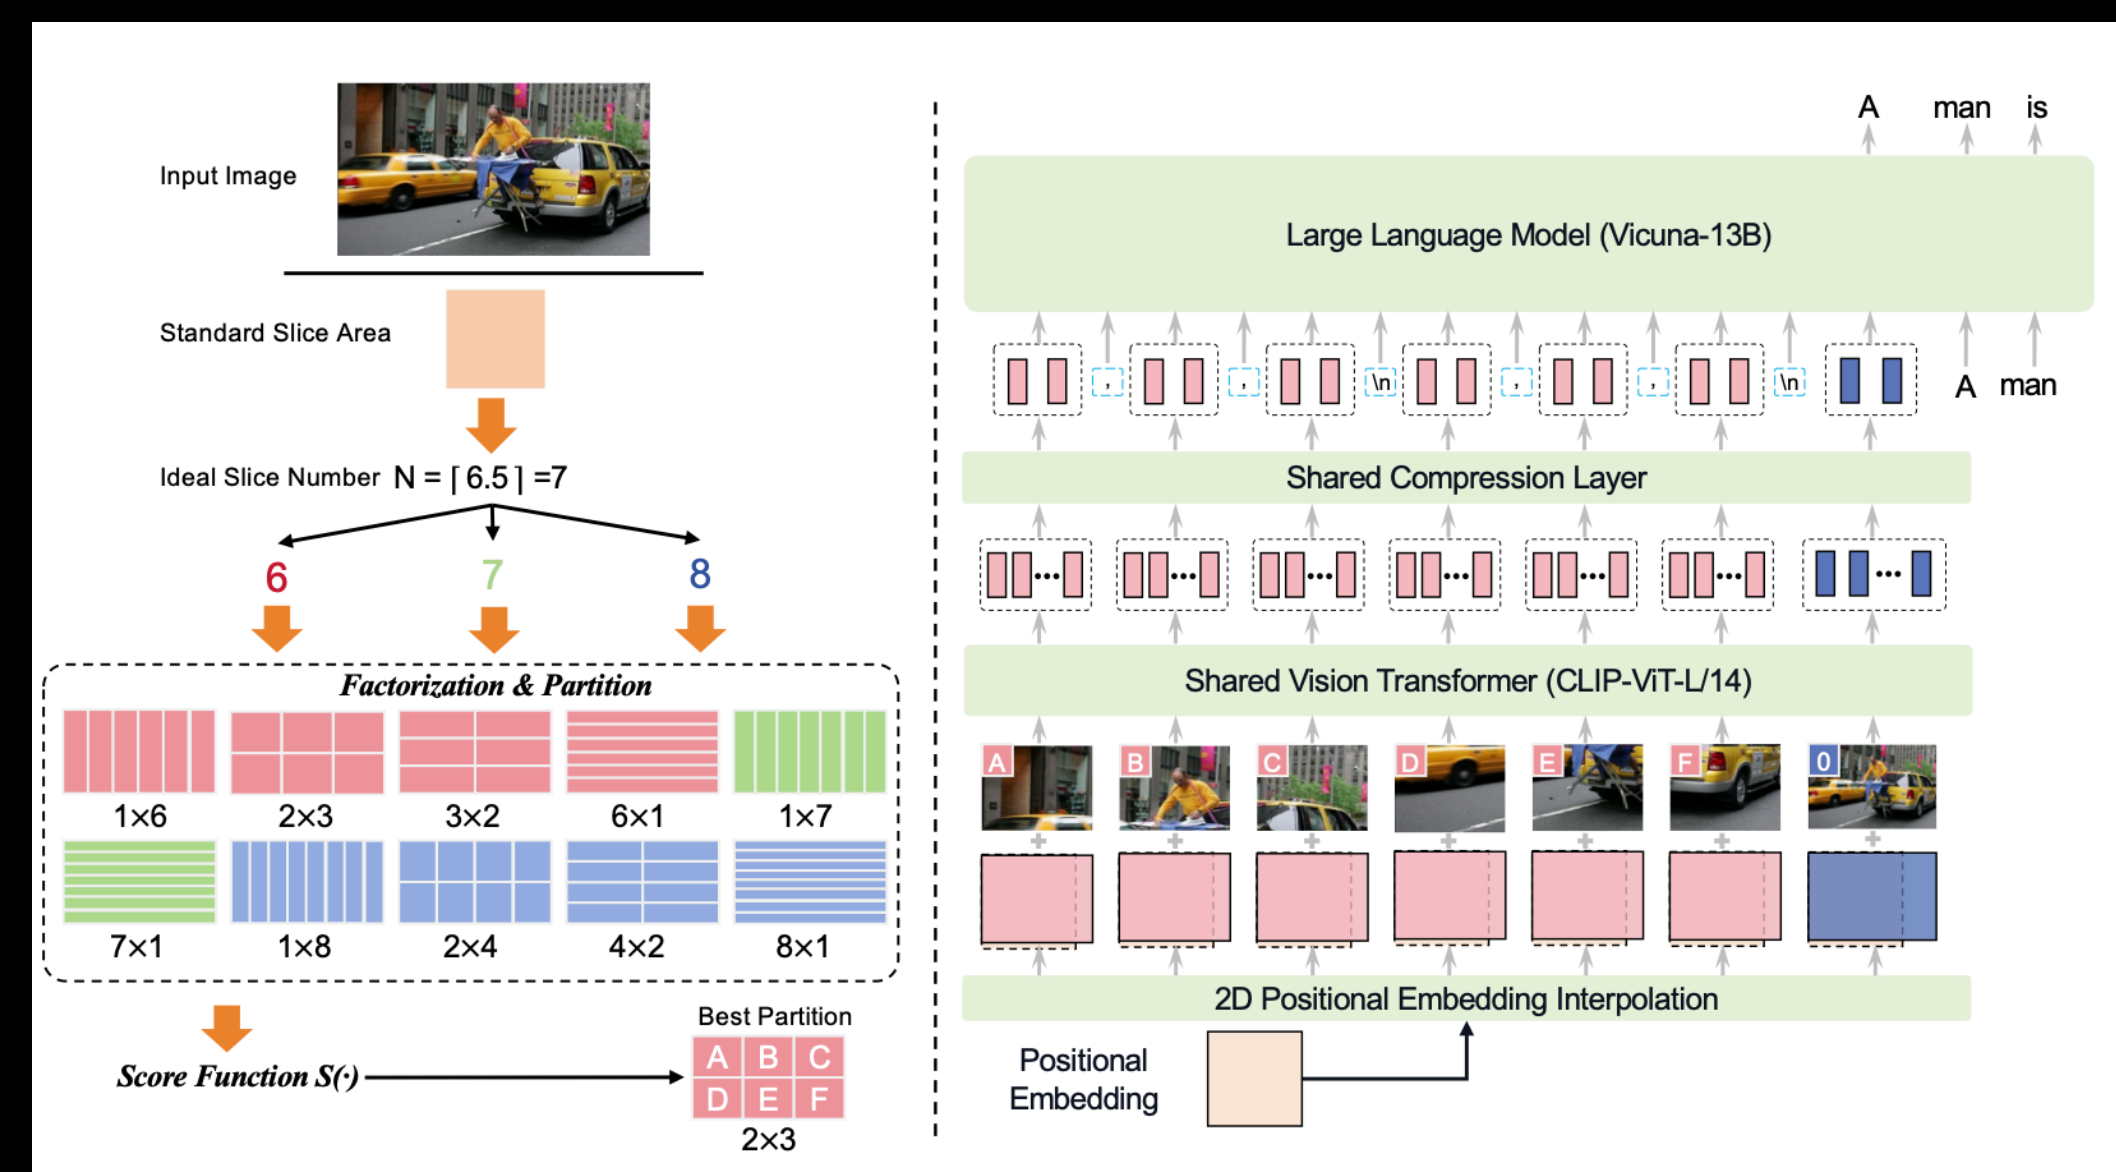 Input Image
Standard Slice Area
Ideal Slice Number N = ⌈6.5⌉ =7
6 7 8
Factorization & Partition
1×6 2×3 3×2 6×1 1×7
7×1 1×8 2×4 4×2 8×1
Score Function S(·)
Best Partition
A B C
D E F
2×3
A man is
Large Language Model (Vicuna-13B)
, , \n , , \n A man
Shared Compression Layer
Shared Vision Transformer (CLIP-ViT-L/14)
A B C D E F 0
2D Positional Embedding Interpolation
Positional
Embedding